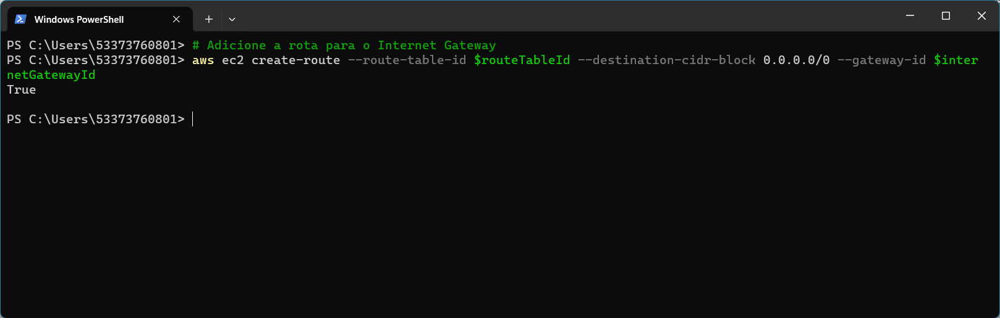 Windows PowerShell
PS C:\Users\53373760801> # Adicione a rota para o Internet Gateway
PS C:\Users\53373760801> aws ec2 create-route --route-table-id $routeTableId --destination-cidr-block 0.0.0.0/0 --gateway-id $inter
netGatewayId
True
PS C:\Users\53373760801>